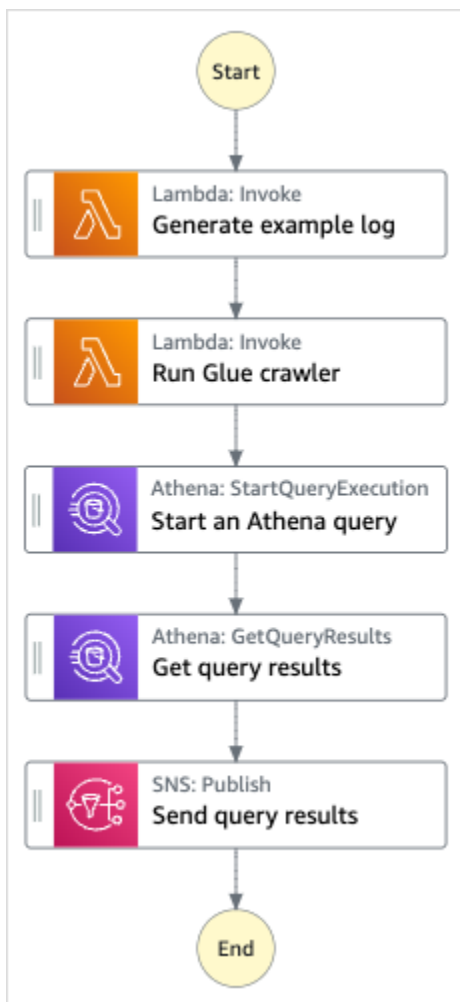 Start
Lambda: Invoke
Generate example log
Lambda: Invoke
Run Glue crawler
Athena: StartQueryExecution
Start an Athena query
Athena: GetQueryResults
Get query results
SNS: Publish
Send query results
End